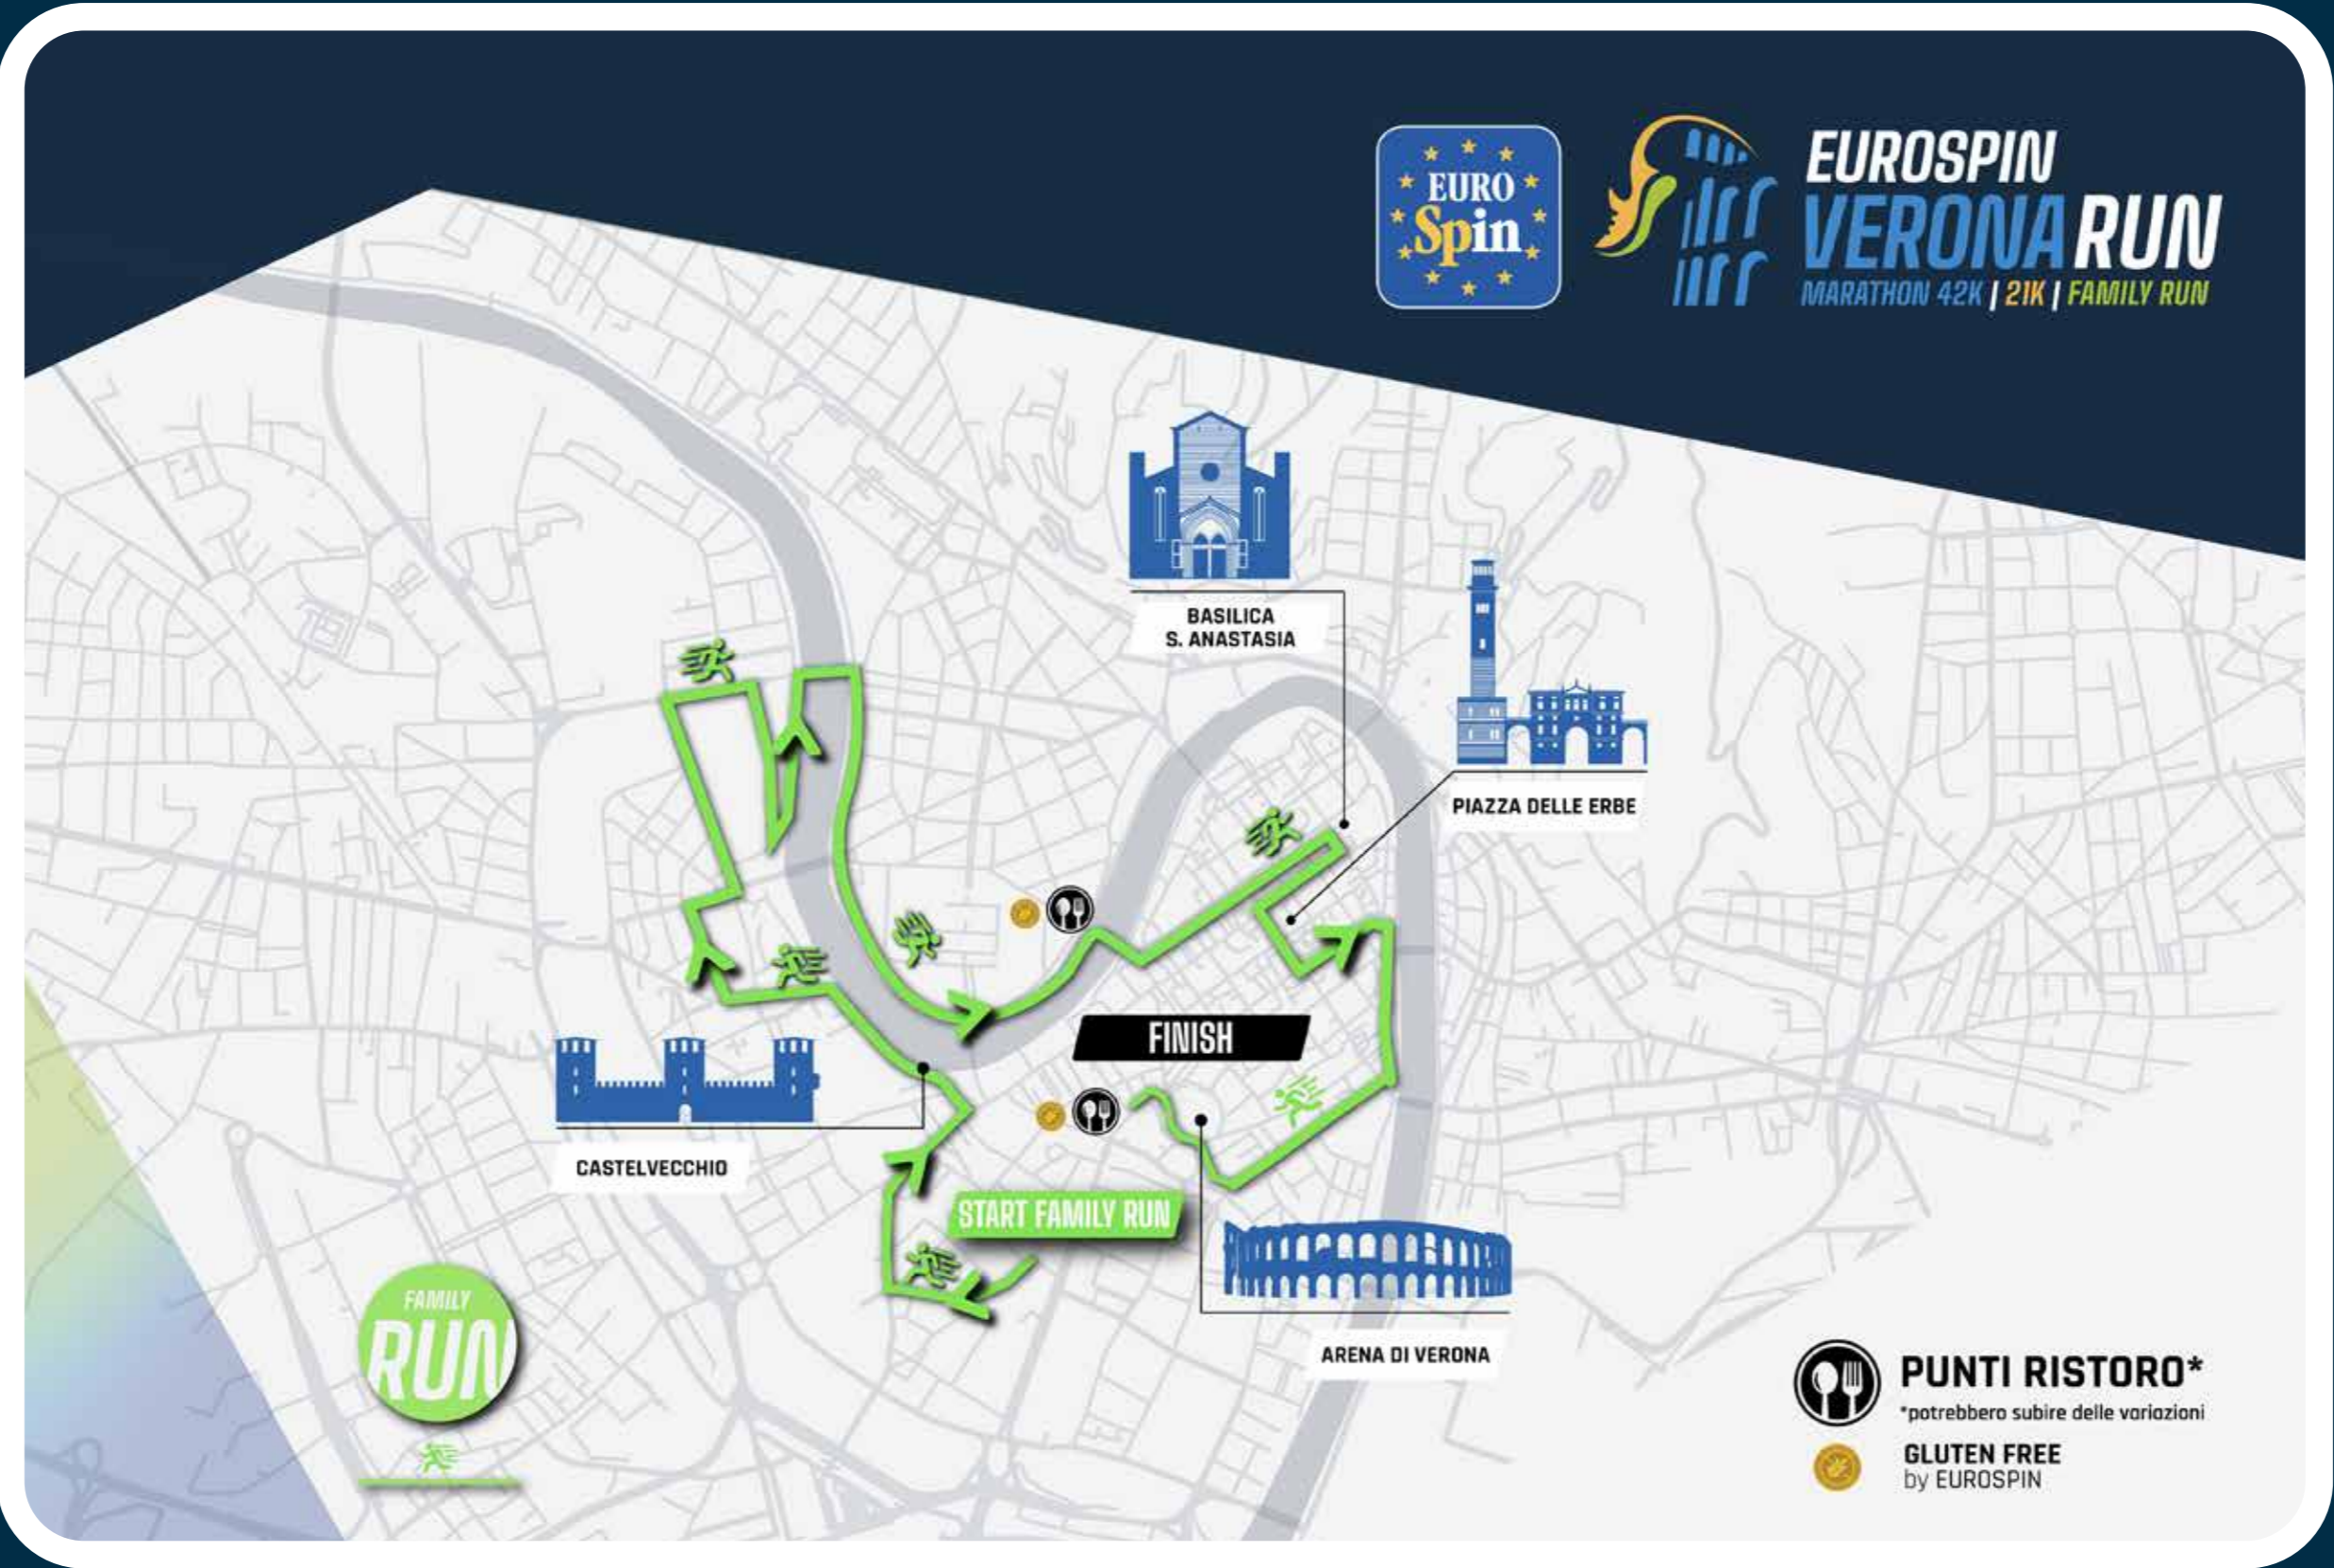 EURO
Spin
EUROSPIN
VERONA RUN
MARATHON 42K | 21K | FAMILY RUN
BASILICA
S. ANASTASIA
PIAZZA DELLE ERBE
FINISH
CASTELVECCHIO
START FAMILY RUN
ARENA DI VERONA
FAMILY
RUN
PUNTI RISTORO*
*potrebbero subire delle variazioni
GLUTEN FREE
by EUROSPIN